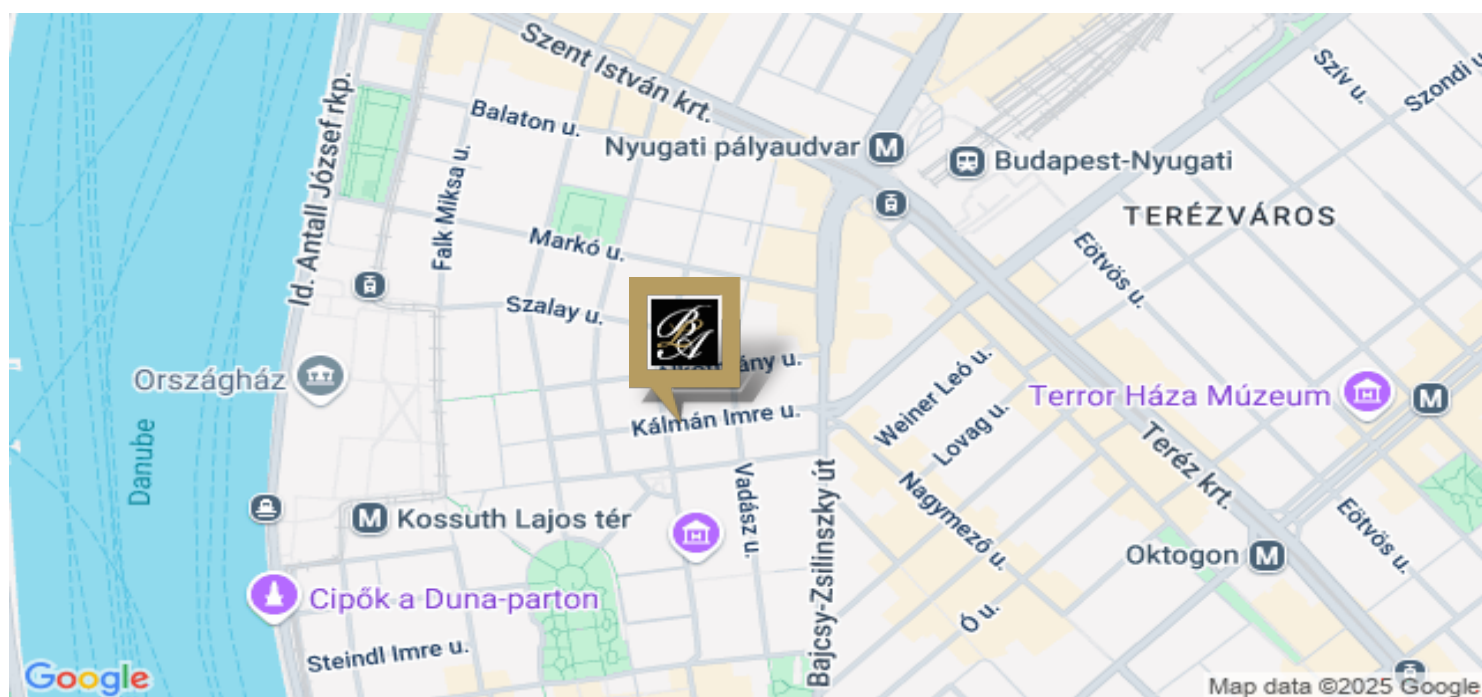 Szent István krt.
Szív u.
Szondi u
Id. Antall József rkp.
Balaton u.
Nyugati pályaudvar M
Budapest-Nyugati
Falk Miksa u.
TERÉZVÁROS
Markó u.
Eötvös u.
Szalay u.
Országház
Weiner Leó u.
Terror Háza Múzeum
M
Kálmán Imre u.
Lovag u.
Teréz krt.
Danube
Vadász u.
Nagymező u.
Bajcsy-Zsilinszky út
M Kossuth Lajos tér
Eötvös u.
Oktogon M
Cipők a Duna-parton
Ó u.
Steindl Imre u.
Google
Map data ©2025 Google